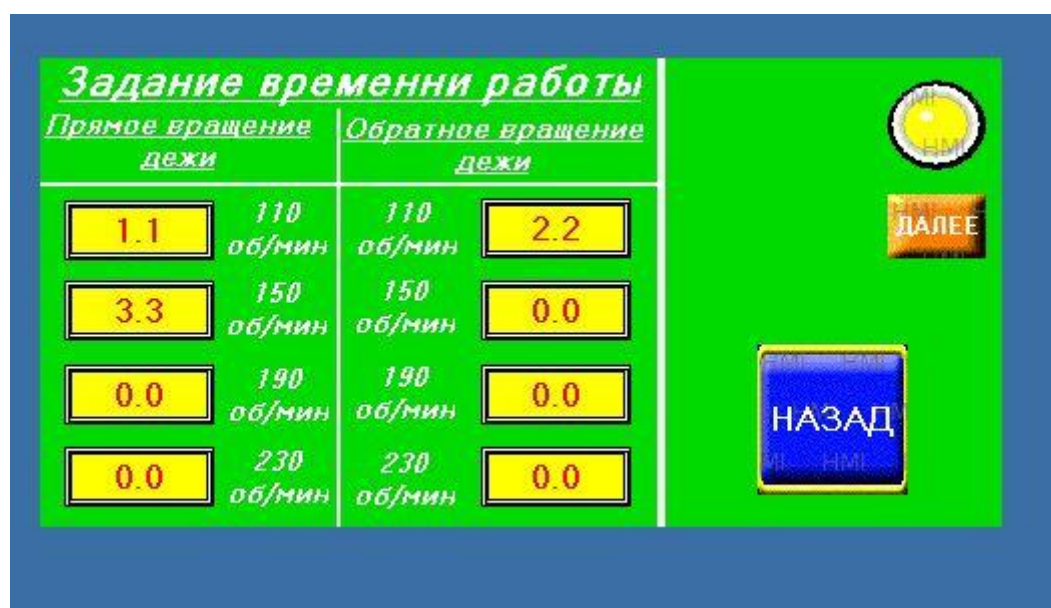 Задание временни работы
Прямое вращение
дежи
Обратное вращение
дежи
1.1
110
об/мин
110
об/мин
2.2
3.3
150
об/мин
150
об/мин
0.0
0.0
190
об/мин
190
об/мин
0.0
0.0
230
об/мин
230
об/мин
0.0
HMI
ДАЛЕЕ
НАЗАД
HMI